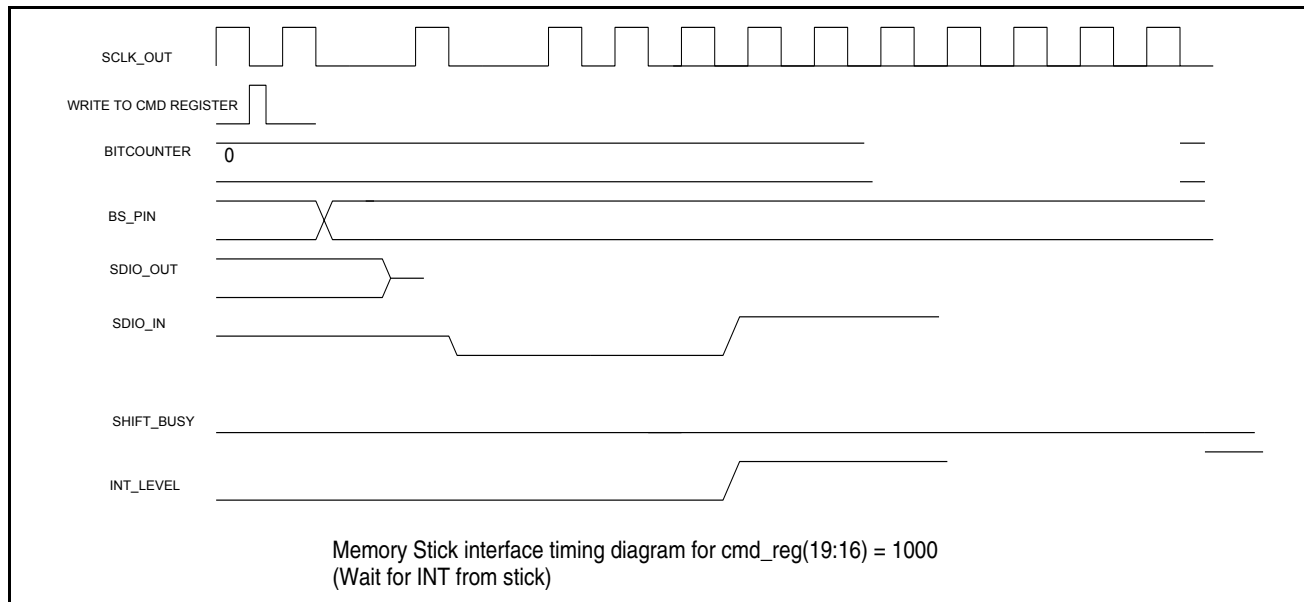 SCLK_OUT
WRITE TO CMD REGISTER
BITCOUNTER
0
BS_PIN
SDIO_OUT
SDIO_IN
SHIFT_BUSY
INT_LEVEL
Memory Stick interface timing diagram for cmd_reg(19:16) = 1000
(Wait for INT from stick)